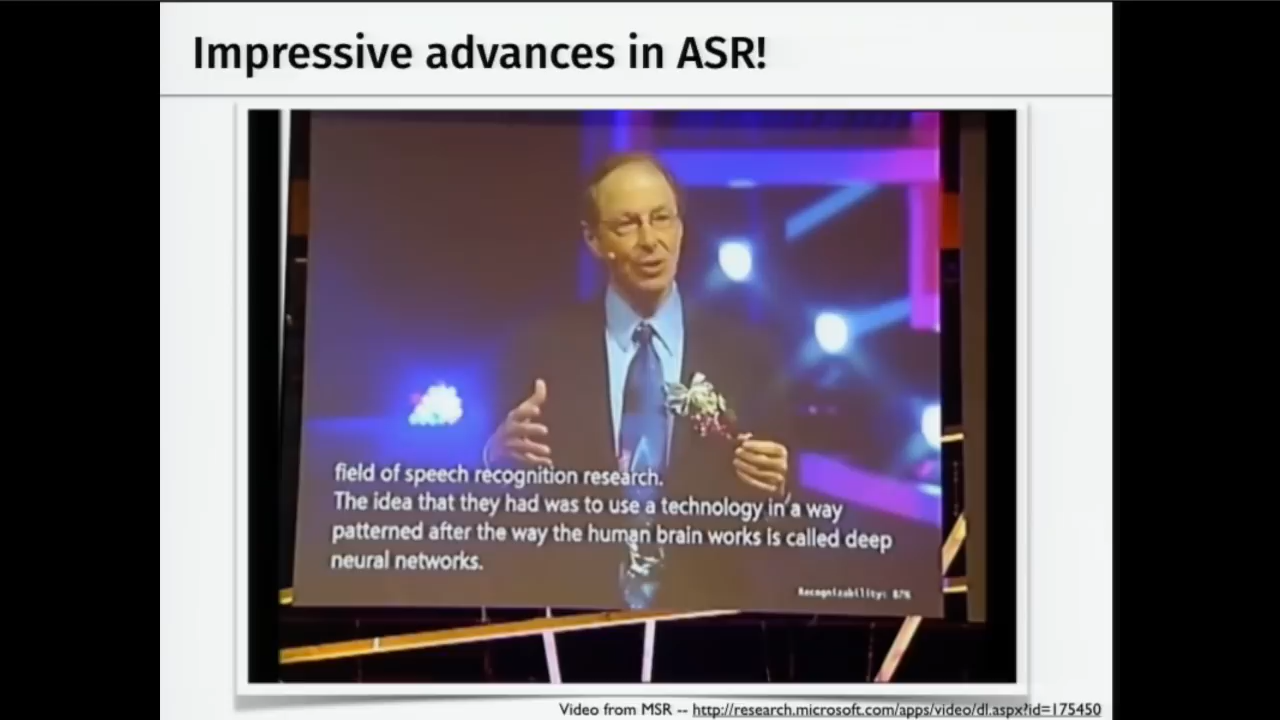 Impressive advances in ASR!
field of speech recognition research.
The idea that they had was to use a technology in a way
patterned after the way the human brain works is called deep
neural networks.
Recognizability: 87%
Video from MSR -- http://research.microsoft.com/apps/video/dl.aspx?id=175450